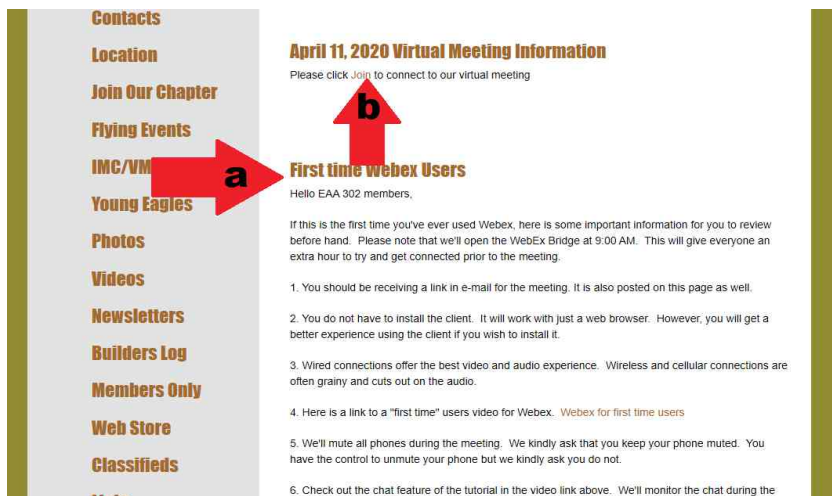 Contacts
Location
Join Our Chapter
Flying Events
IMC/VM
Young Eagles
Photos
Videos
Newsletters
Builders Log
Members Only
Web Store
Classifieds
a
b
April 11, 2020 Virtual Meeting Information
Please click Join to connect to our virtual meeting
First time Webex Users
Hello EAA 302 members,
If this is the first time you've ever used Webex, here is some important information for you to review
before hand. Please note that we'll open the WebEx Bridge at 9:00 AM. This will give everyone an
extra hour to try and get connected prior to the meeting.
1. You should be receiving a link in e-mail for the meeting. It is also posted on this page as well.
2. You do not have to install the client. It will work with just a web browser. However, you will get a
better experience using the client if you wish to install it.
3. Wired connections offer the best video and audio experience. Wireless and cellular connections are
often grainy and cuts out on the audio.
4. Here is a link to a "first time" users video for Webex. Webex for first time users
5. We'll mute all phones during the meeting. We kindly ask that you keep your phone muted. You
have the control to unmute your phone but we kindly ask you do not.
6. Check out the chat feature of the tutorial in the video link above. We'll monitor the chat during the